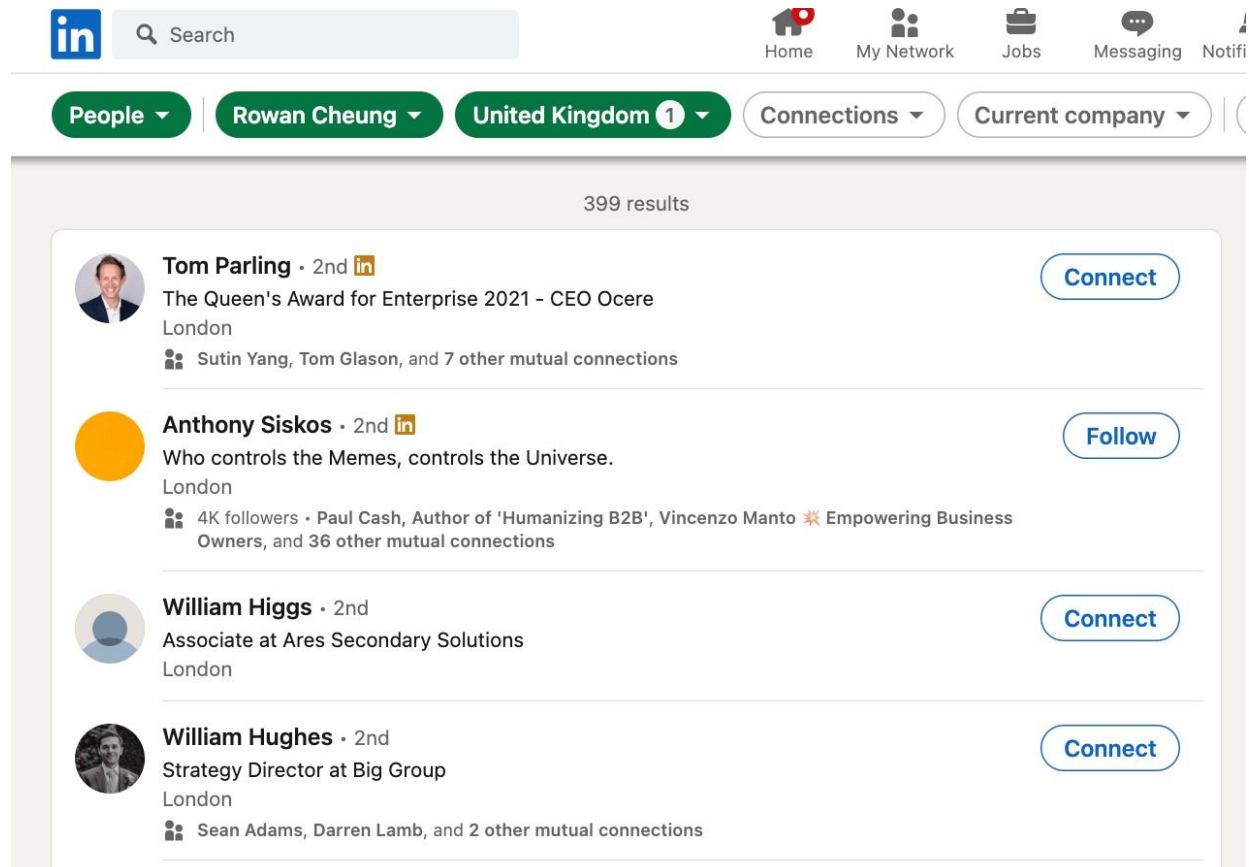 in
Search
Home
My Network
Jobs
Messaging
Notifi
People
Rowan Cheung
United Kingdom 1
Connections
Current company
399 results
Tom Parling • 2nd in
Connect
The Queen's Award for Enterprise 2021 - CEO Ocere
London
Sutin Yang, Tom Glason, and 7 other mutual connections
Anthony Siskos • 2nd in
Follow
Who controls the Memes, controls the Universe.
London
4K followers • Paul Cash, Author of 'Humanizing B2B', Vincenzo Manto 💥 Empowering Business
Owners, and 36 other mutual connections
William Higgs • 2nd
Connect
Associate at Ares Secondary Solutions
London
William Hughes • 2nd
Connect
Strategy Director at Big Group
London
Sean Adams, Darren Lamb, and 2 other mutual connections